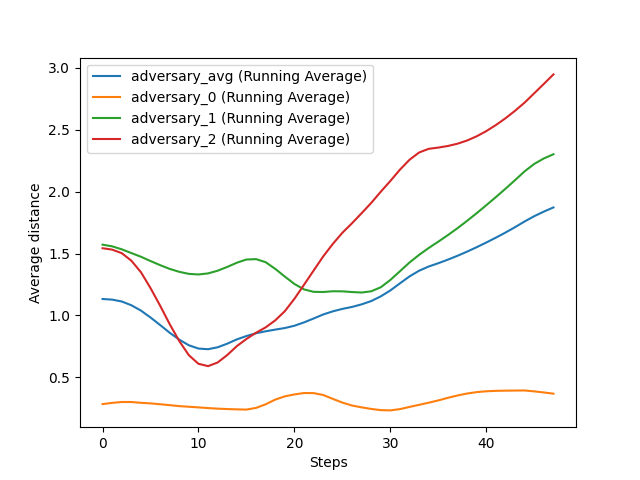 adversary_avg (Running Average)
adversary_0 (Running Average)
adversary_1 (Running Average)
adversary_2 (Running Average)
3.0
2.5
2.0
1.5
1.0
0.5
Average distance
0 10 20 30 40
Steps